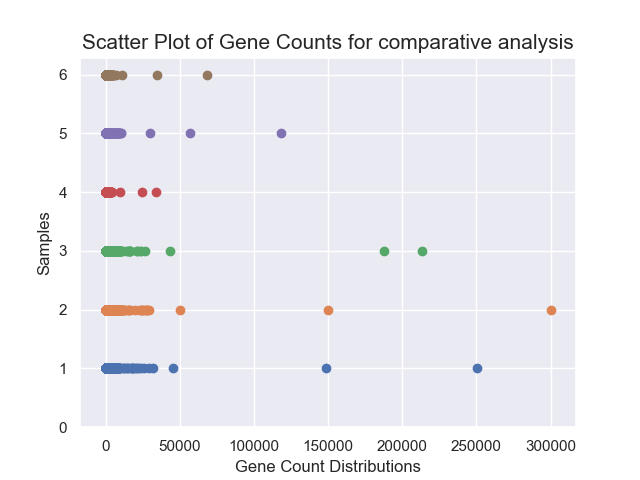 Scatter Plot of Gene Counts for comparative analysis
6
5
4
3
2
1
0
Samples
0 50000 100000 150000 200000 250000 300000
Gene Count Distributions